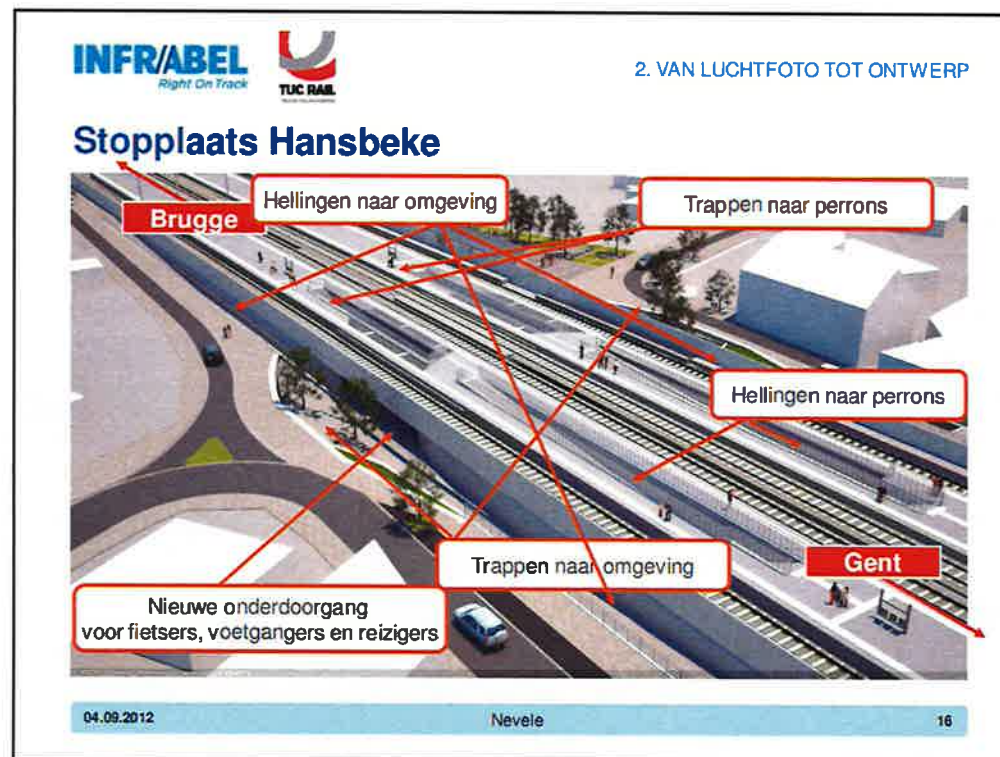 INFR/ABEL
Right On Track
TUC RAIL
2. VAN LUCHTFOTO TOT ONTWERP
Stopplaats Hansbeke
Brugge
Hellingen naar omgeving
Trappen naar perrons
Hellingen naar perrons
Trappen naar omgeving
Gent
Nieuwe onderdoorgang
voor fietsers, voetgangers en reizigers
04.09.2012
Nevele
16